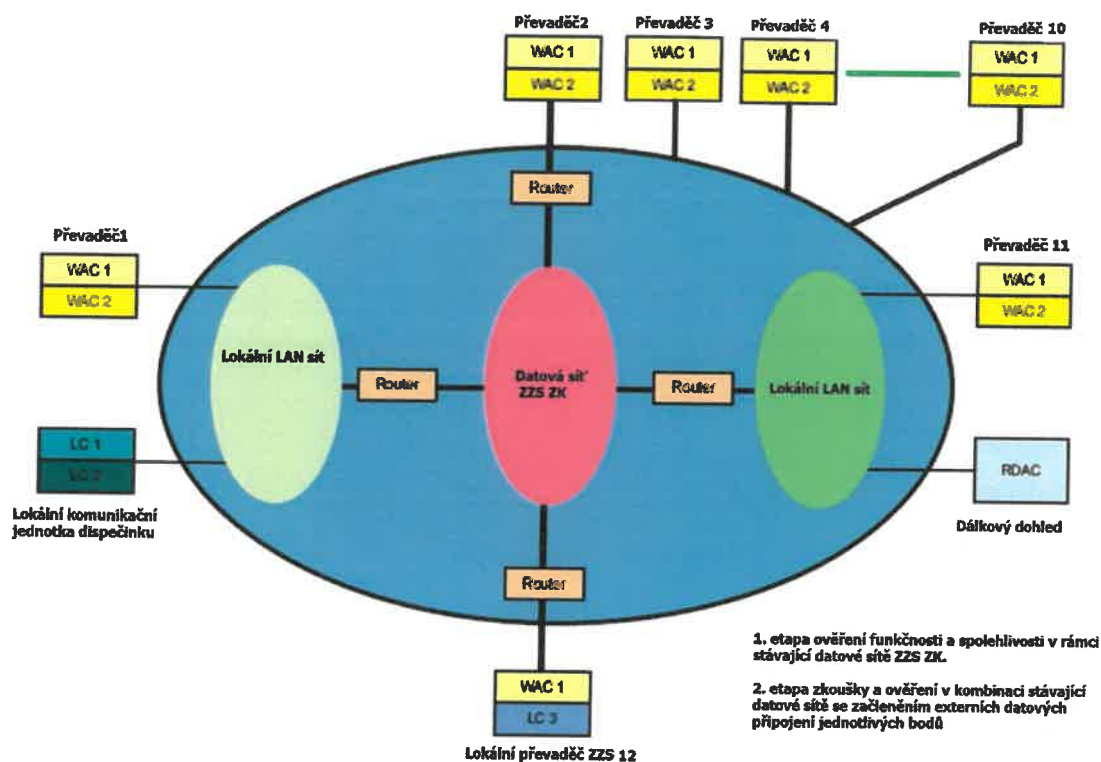 Převaděč2
Převaděč 3
Převaděč 4
Převaděč 10
WAC 1
WAC 2
WAC 1
WAC 2
WAC 1
WAC 2
WAC 1
WAC 2
Router
Převaděč1
WAC 1
WAC 2
Převaděč 11
WAC 1
WAC 2
Lokální LAN sít
Router
Datová síť
ZZS ZK
Router
Lokální LAN sít
LC 1
LC 2
Lokální komunikační
jednotka dispečinku
RDAC
Dálkový dohled
Router
WAC 1
LC 3
Lokální převaděč ZZS 12
1. etapa ověření funkčnosti a spolehlivosti v rámci
stávající datové sítě ZZS ZK.
2. etapa zkoušky a ověření v kombinaci stávající
datové sítě se začleněním externích datových
připojení jednotlivých bodů